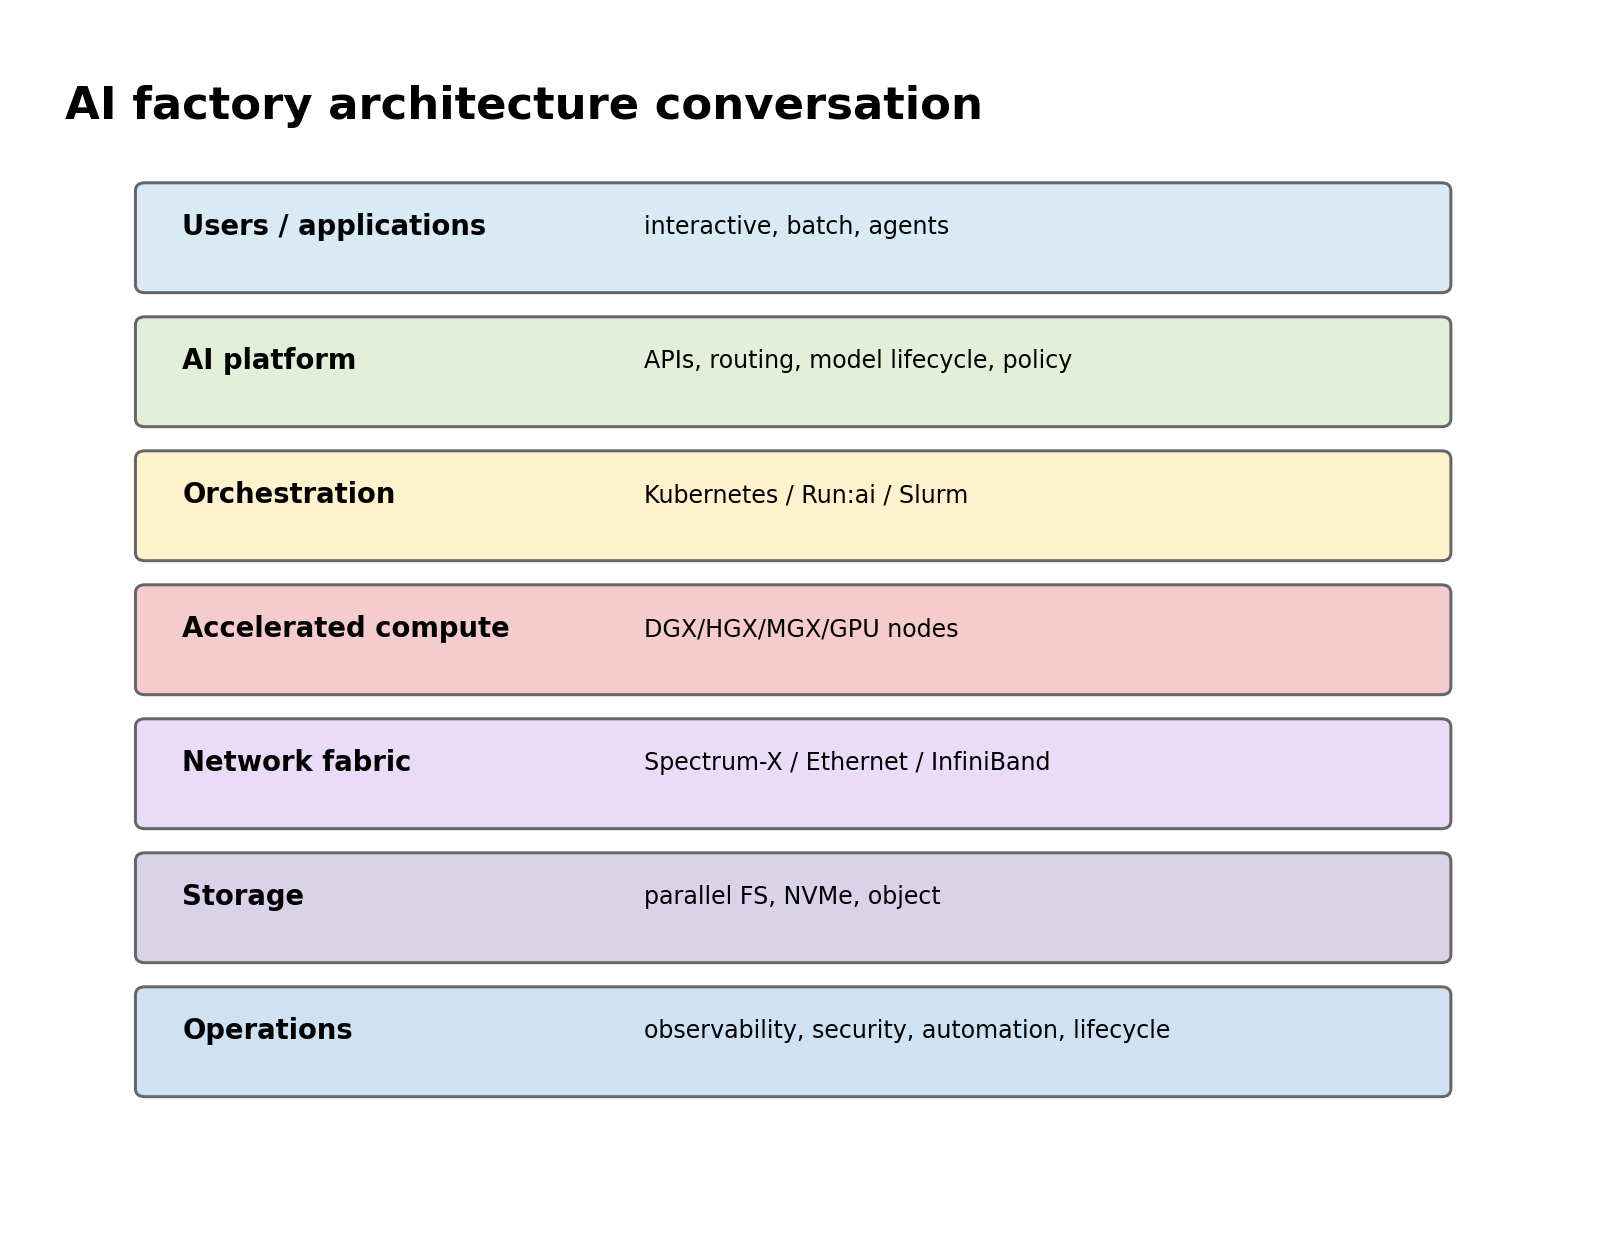 AI factory architecture conversation
Users / applications interactive, batch, agents
AI platform APIs, routing, model lifecycle, policy
Orchestration Kubernetes / Run:ai / Slurm
Accelerated compute DGX/HGX/MGX/GPU nodes
Network fabric Spectrum-X / Ethernet / InfiniBand
Storage parallel FS, NVMe, object
Operations observability, security, automation, lifecycle